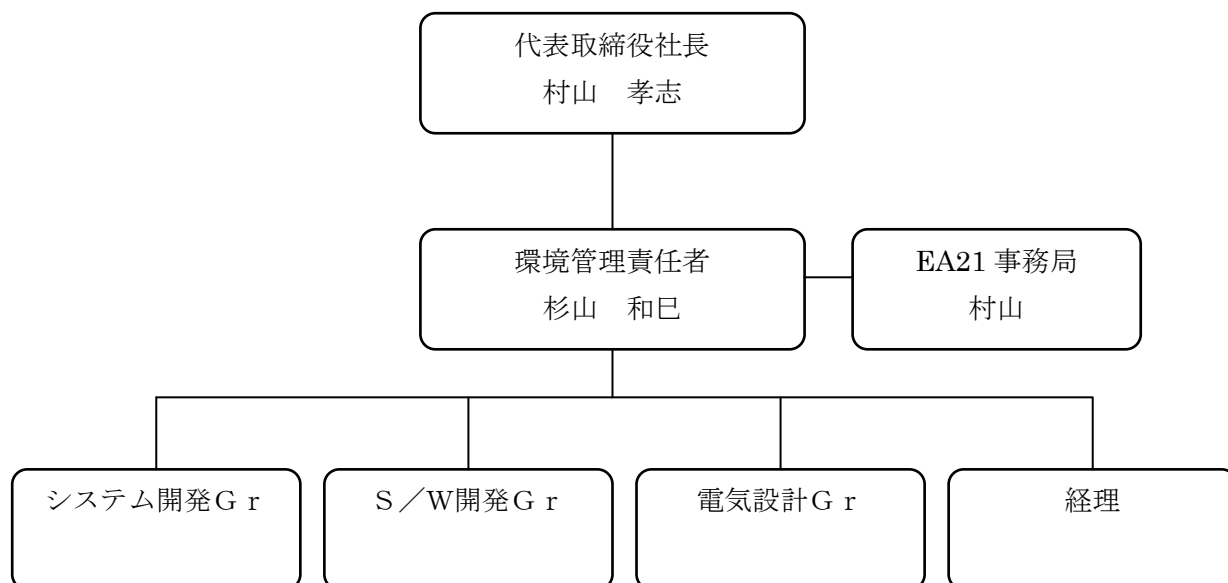 代表取締役社長
村山　孝志
環境管理責任者
杉山　和巳
EA21 事務局
村山
システム開発Ｇｒ
Ｓ／Ｗ開発Ｇｒ
電気設計Ｇｒ
経理